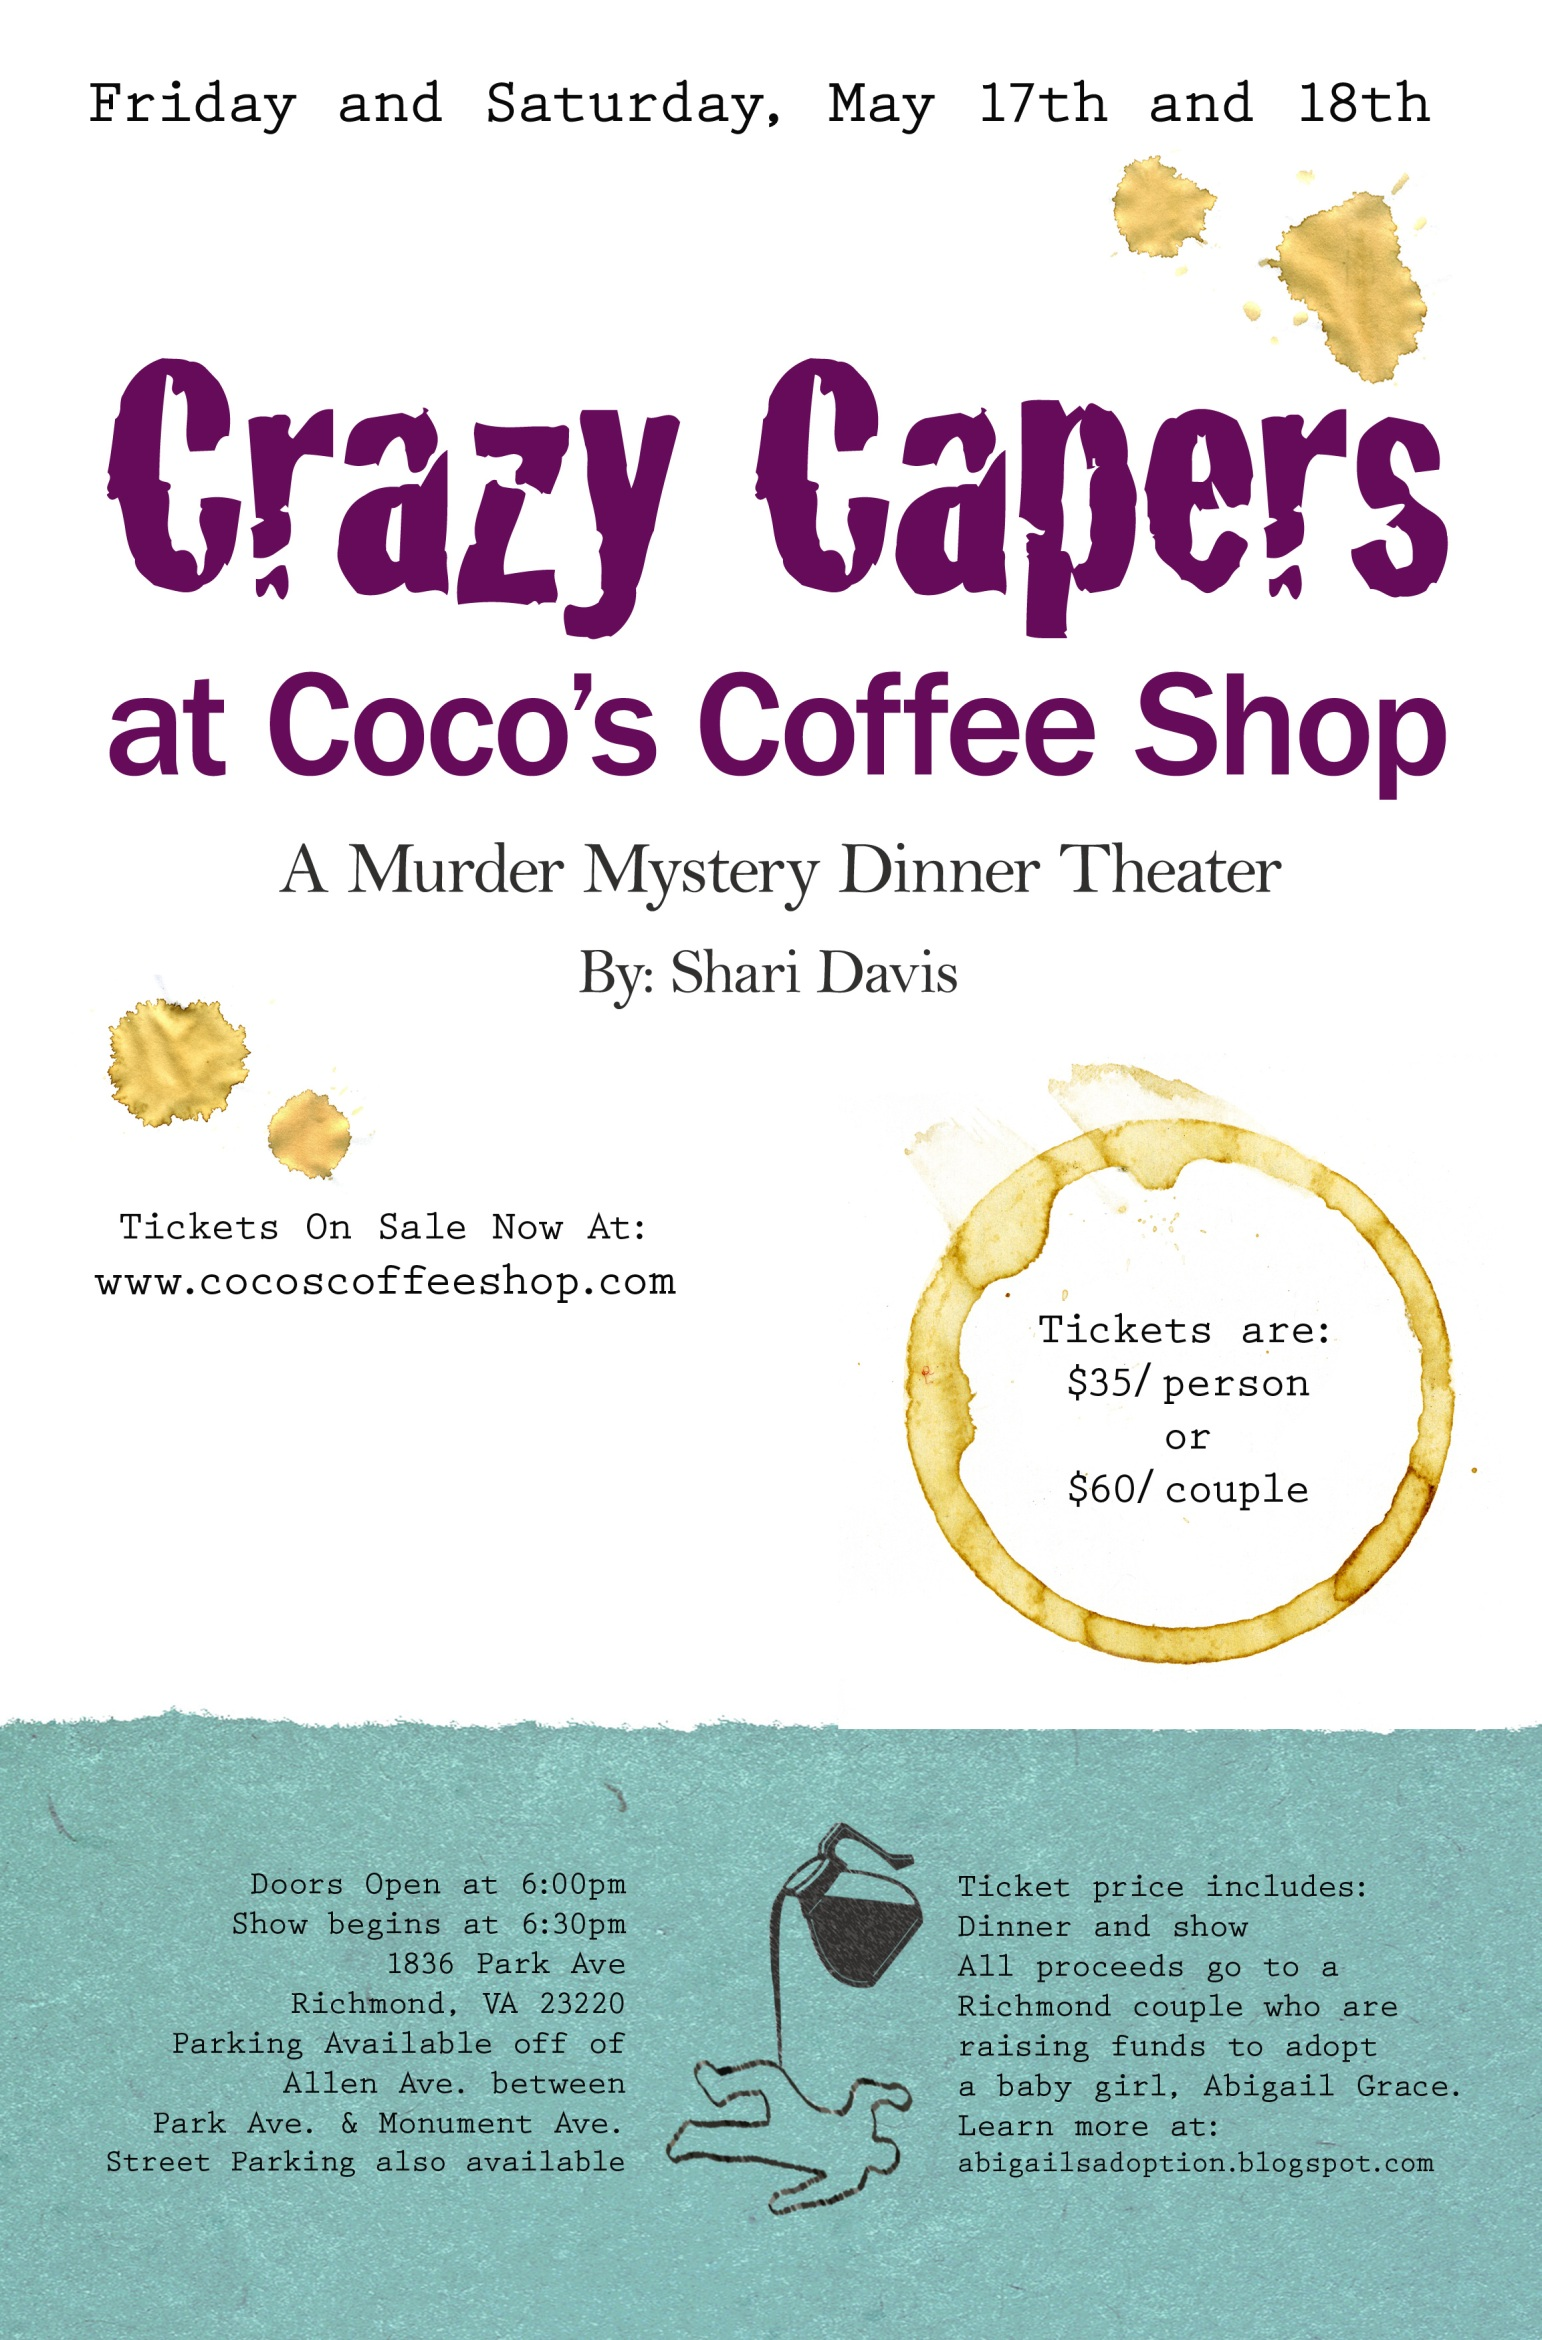 Friday and Saturday, May 17th and 18th
Crazy Capers
at Coco’s Coffee Shop
A Murder Mystery Dinner Theater
By: Shari Davis
Tickets On Sale Now At:
www.cocoscoffeeshop.com
Tickets are:
$35/person
or
$60/couple
Doors Open at 6:00pm
Show begins at 6:30pm
1836 Park Ave
Richmond, VA 23220
Parking Available off of
Allen Ave. between
Park Ave. & Monument Ave.
Street Parking also available
Ticket price includes:
Dinner and show
All proceeds go to a
Richmond couple who are
raising funds to adopt
a baby girl, Abigail Grace.
Learn more at:
abigailsadoption.blogspot.com